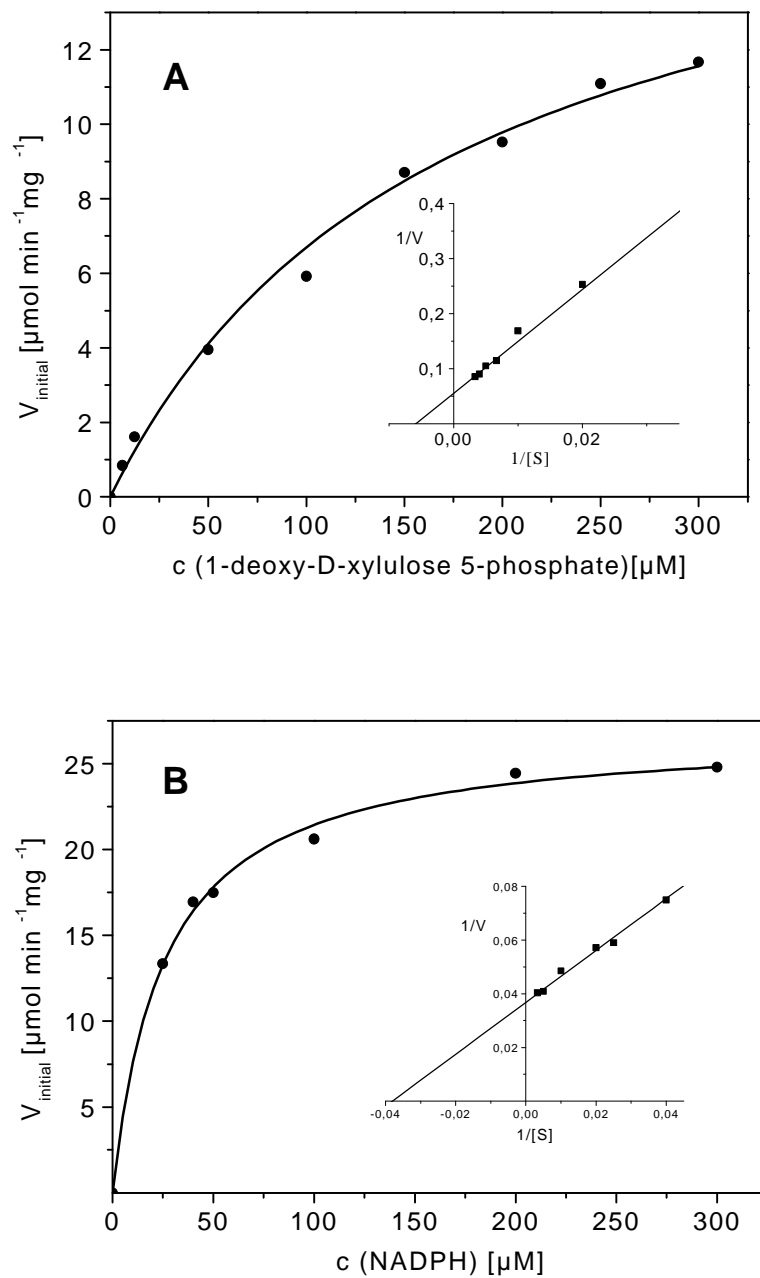 A
12
10
8
6
4
2
0
V initial [µmol min -1 mg -1]
0 50 100 150 200 250 300
c (1-deoxy-D-xylulose 5-phosphate)[µM]
0,4
0,3
0,2
0,1
1/V
0,00 0,02
1/[S]
B
25
20
15
10
5
V initial [µmol min -1 mg -1]
0 50 100 150 200 250 300
c (NADPH) [µM]
0,08
0,06
0,04
0,02
1/V
-0,04 -0,02 0,00 0,02 0,04
1/[S]